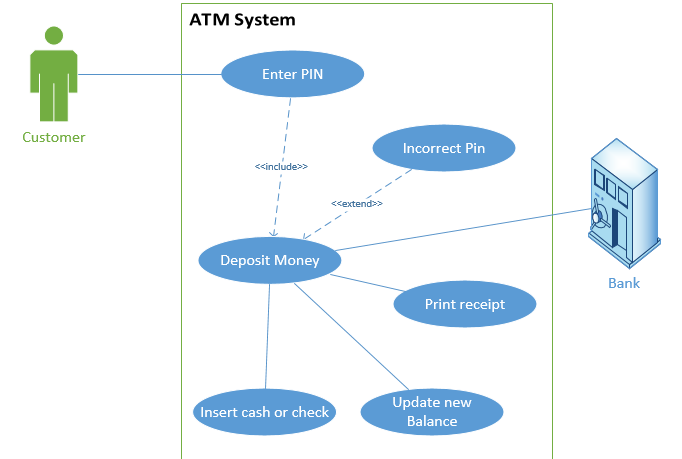 ATM System
Enter PIN
Customer
Incorrect Pin
<<include>>
<<extend>>
Deposit Money
Bank
Print receipt
Insert cash or check
Update new
Balance